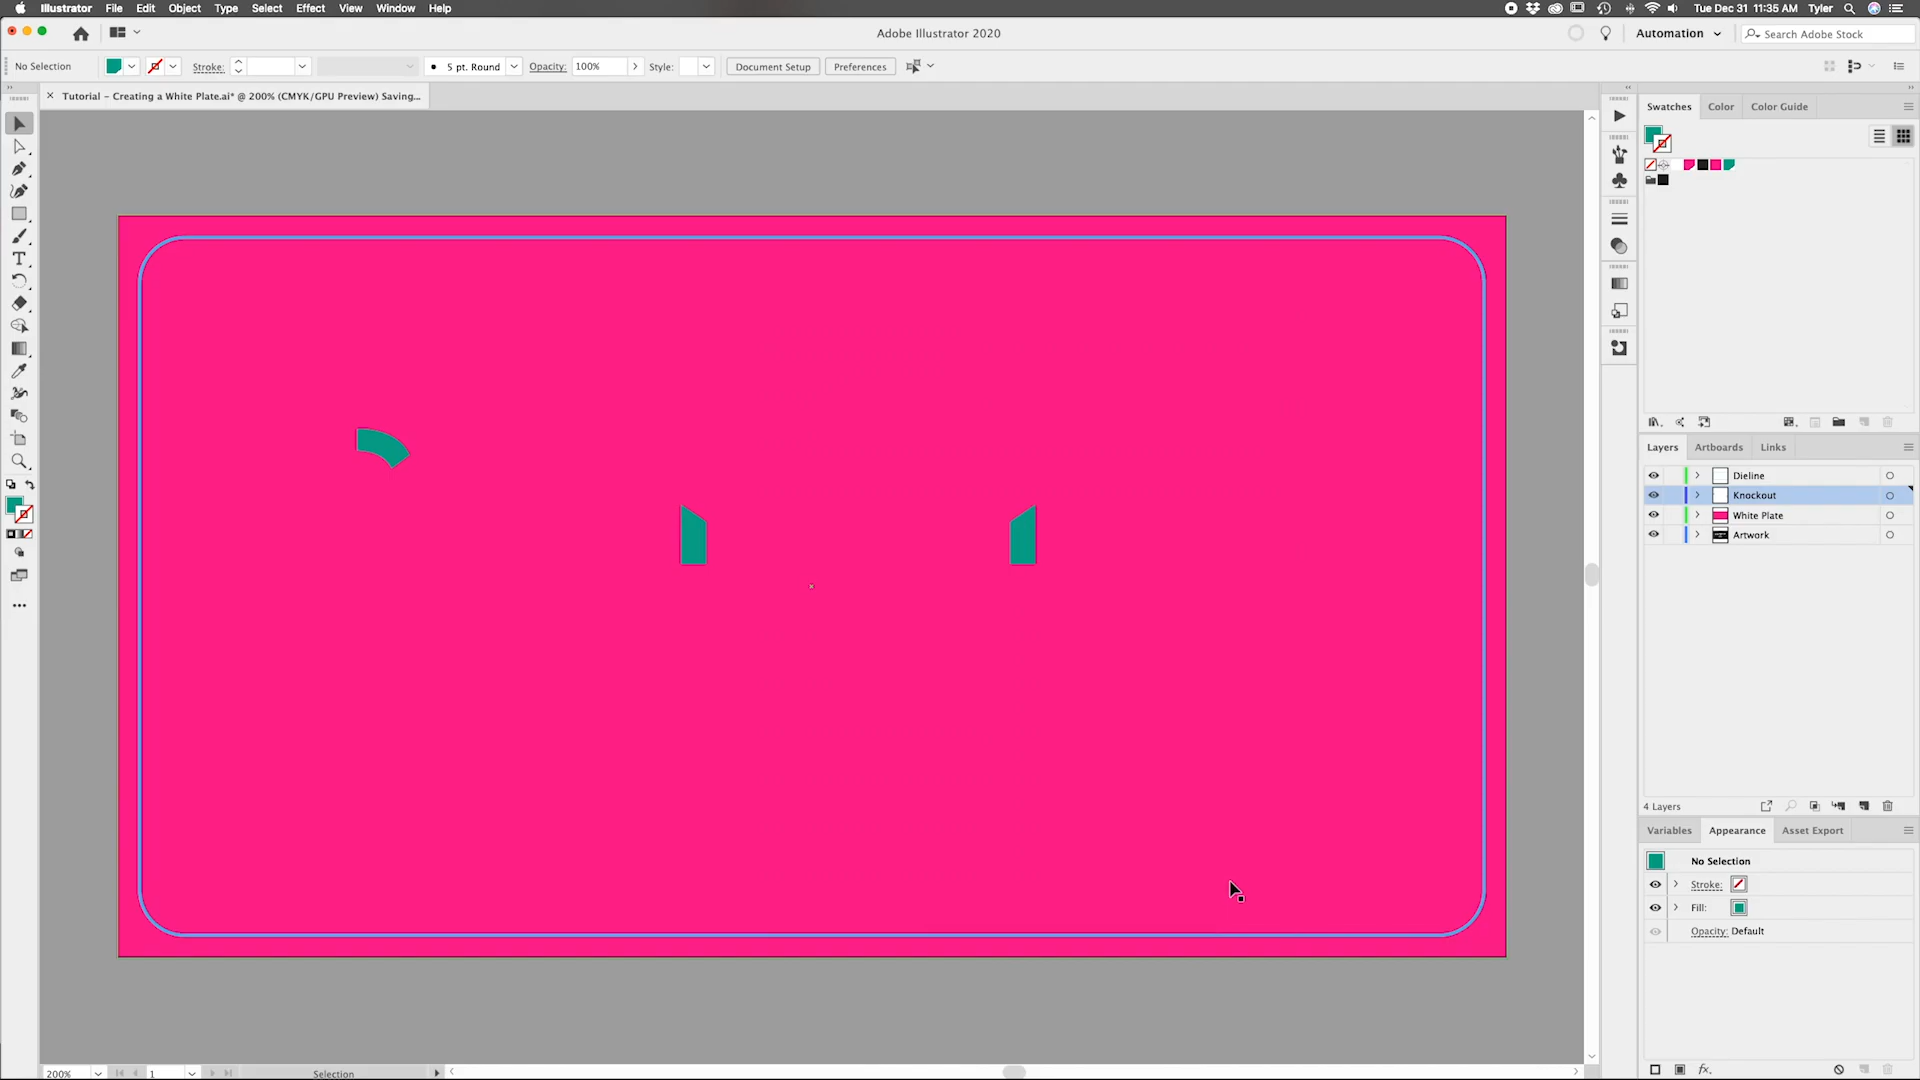 Illustrator File Edit Select Object Type Select Effect View Window Help
Tue Dec 31 11:35 AM Tyler
Adobe Illustrator 2020
Automation
Search Adobe Stock
No Selection
Stroke:
5 pt. Round
Opacity: 100%
Style:
Document Setup
Preferences
Tutorial - Creating a White Plate.ai* @ 200% (CMYK/GPU Preview) Saving...
Swatches Color Color Guide
Layers Artboards Links
Dieline
Knockout
White Plate
Artwork
4 Layers
Variables Appearance Asset Export
No Selection
Stroke:
Fill:
Opacity: Default
fx.
200%
1
Selection